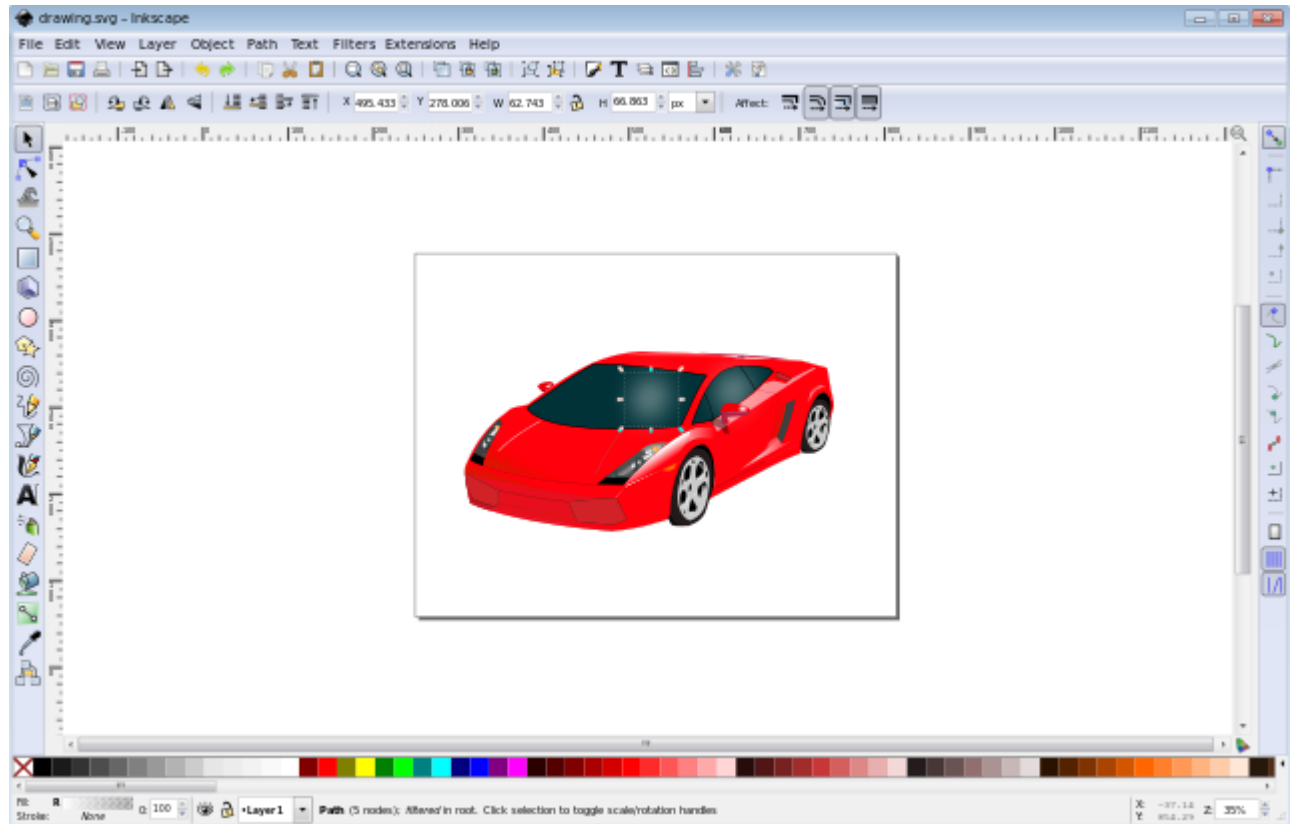 drawing.svg - Inkscape
File Edit View Layer Object Path Text Filters Extensions Help
X 495.433 Y 278.006 W 62.743 H 66.863 px Affect:
Fill: R O: 100 Layer 1 Path (5 nodes); filtered in root. Click selection to toggle scale/rotation handles X: -37.14 Z: 35%
Stroke: None Y: